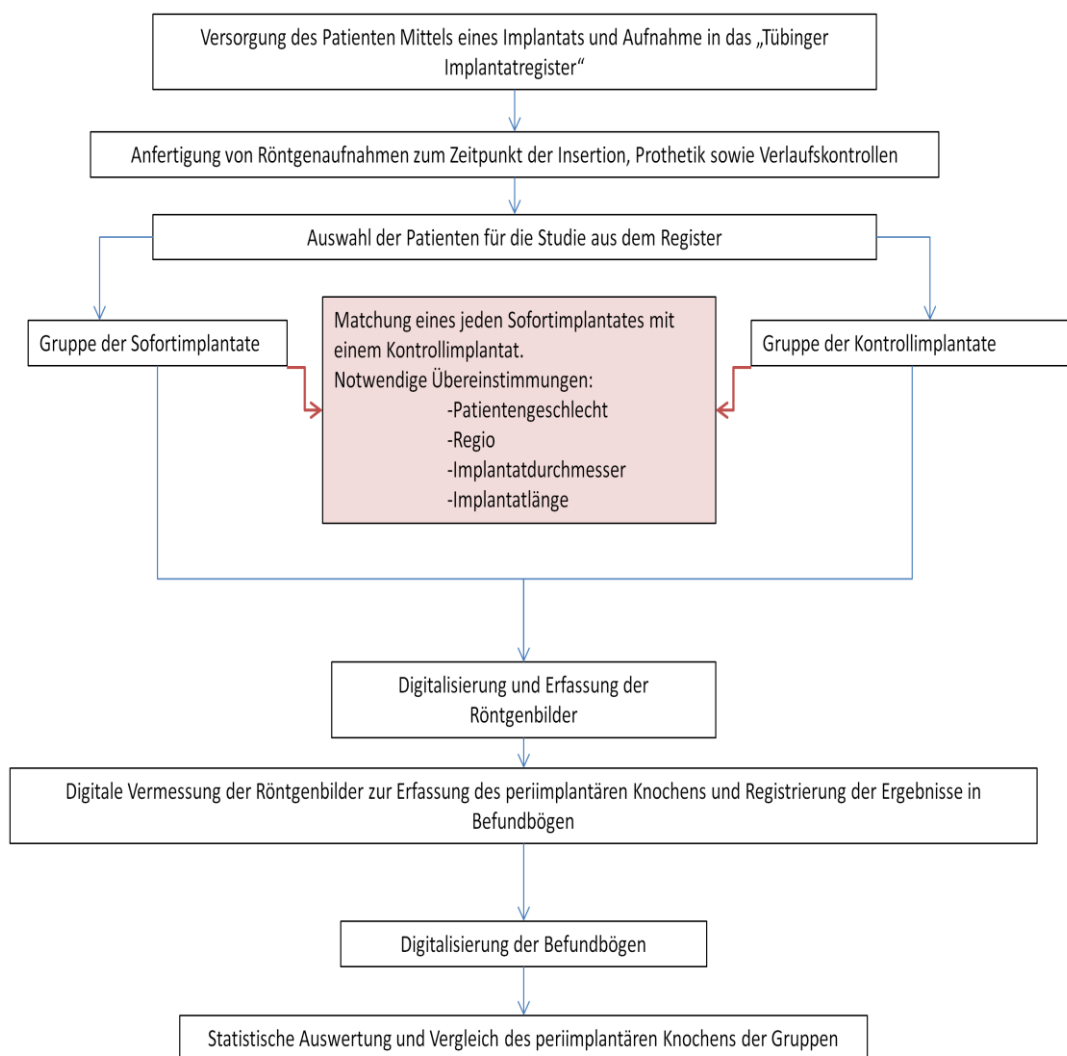 Versorgung des Patienten Mittels eines Implantats und Aufnahme in das „Tübinger
Implantatregister“
Anfertigung von Röntgenaufnahmen zum Zeitpunkt der Insertion, Prothetik sowie Verlaufskontrollen
Auswahl der Patienten für die Studie aus dem Register
Gruppe der Sofortimplantate
Matchung eines jeden Sofortimplantates mit
einem Kontrollimplantat.
Notwendige Übereinstimmungen:
-Patientengeschlecht
-Regio
-Implantatdurchmesser
-Implantatlänge
Gruppe der Kontrollimplantate
Digitalisierung und Erfassung der
Röntgenbilder
Digitale Vermessung der Röntgenbilder zur Erfassung des periimplantären Knochens und Registrierung der Ergebnisse in
Befundbögen
Digitalisierung der Befundbögen
Statistische Auswertung und Vergleich des periimplantären Knochens der Gruppen